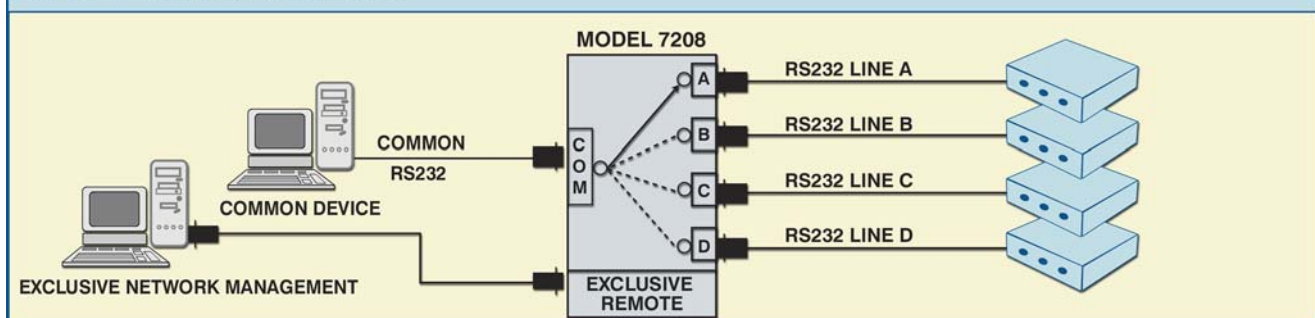 MODEL 7208
A
RS232 LINE A
B
RS232 LINE B
COM
COMMON
RS232
C
RS232 LINE C
COMMON DEVICE
D
RS232 LINE D
EXCLUSIVE NETWORK MANAGEMENT
EXCLUSIVE
REMOTE